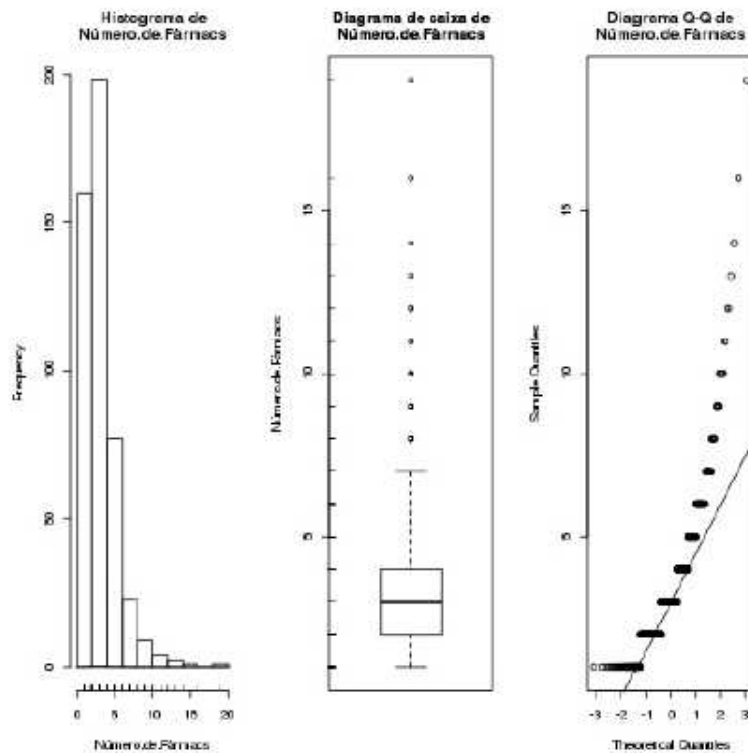 Histograma de
Número.de.Fàrmacs
Frequency
200
150
100
50
0
0 5 10 15 20
Número.de.Fàrmacs
Diagrama de caixa de
Número.de.Fàrmacs
Número.de.Fàrmacs
15
10
5
Diagrama Q-Q de
Número.de.Fàrmacs
Sample Quantiles
15
10
5
-3 -2 -1 0 1 2 3
Theoretical Quantiles